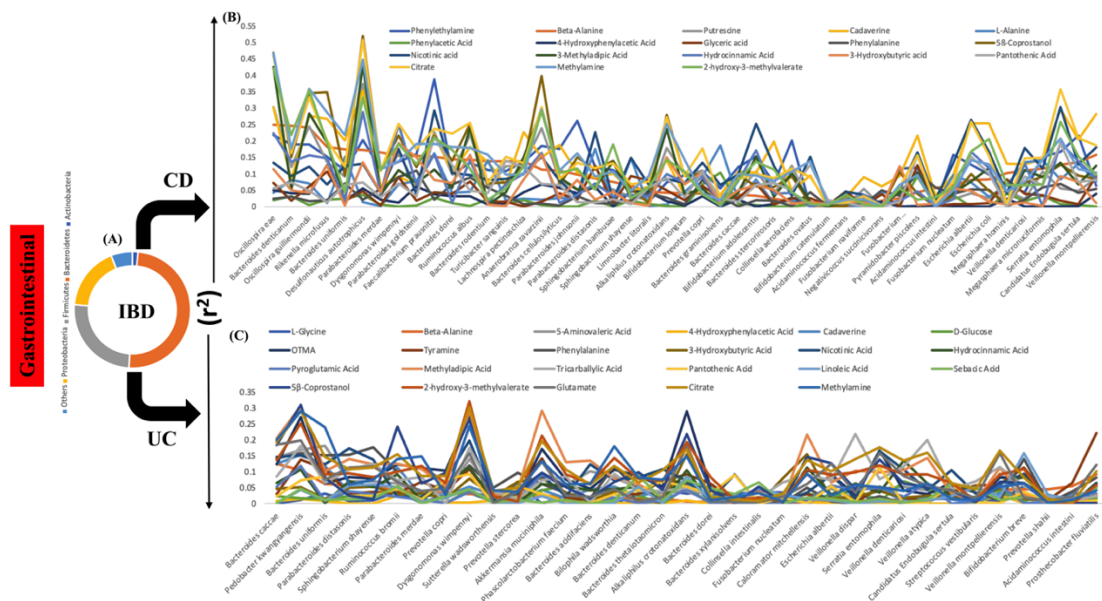 Gastrointestinal
Others Proteobacteria Firmicutes Bacteroidetes Actinobacteria
(A)
IBD
CD
UC
(r²)
(B)
0.55
0.5
0.45
0.4
0.35
0.3
0.25
0.2
0.15
0.1
0.05
0
Phenylethylamine Beta-Alanine Putrescine Cadaverine L-Alanine
Phenylacetic Acid 4-Hydroxyphenylacetic Acid Glyceric acid Phenylalanine 5ß-Coprostanol
Nicotinic acid 3-Methyladipic Acid Hydrocinnamic Acid 3-Hydroxybutyric acid Pantothenic Acid
Citrate Methylamine 2-hydroxy-3-methylvalerate
Oscillospiraceae
Bacteroides denticanum
Oscillospira guilliermondi
Rikenella microfusus
Bacteroides uniformis
Desulfonauticus autotrophicus
Parabacteroides merdae
Dysgonomonas wimpennyi
Parabacteroides goldsteinii
Faecalibacterium prausnitzii
Bacteroides dorei
Ruminococcus albus
Bacteroides rodentium
Turicibacter sanguinis
Lachnospira pectinoschiza
Anaerobranca zavarzinii
Bacteroides cellulosilyticus
Parabacteroides johnsonii
Parabacteroides distasonis
Sphingobacterium bambusae
Sphingobacterium dhayense
Limnobacter litoralis
Alkaliphilus crotonatoxidans
Bifidobacterium longum
Prevotella copri
Bacteroides graminisolvens
Bacteroides caccae
Bifidobacterium adolescentis
Bacteroides stercorirosoris
Collinsella aerofaciens
Bacteroides ovatus
Bifidobacterium catenulatum
Acidaminococcus fermentans
Fusobacterium naviforme
Negativicoccus succinicivorans
Fusobacterium...
Pyramidobacter piscolens
Acidaminococcus intestini
Fusobacterium nucleatum
Escherichia albertii
Escherichia coli
Megasphaera hominis
Veillonella denticariosi
Megasphaera micronuciformis
Serratia entomophila
Candidatus Endobugula sertula
Veillonella montpellierensis
(C)
L-Glycine Beta-Alanine 5-Aminovaleric Acid 4-Hydroxyphenylacetic Acid Cadaverine D-Glucose
OTMA Tyramine Phenylalanine 3-Hydroxybutyric Acid Nicotinic Acid Hydrocinnamic Acid
Pyroglutamic Acid Methyladipic Acid Tricarballylic Acid Pantothenic Acid Linoleic Acid Sebacic Acid
5β-Coprostanol 2-hydroxy-3-methylvalerate Glutamate Citrate Methylamine
0.35
0.3
0.25
0.2
0.15
0.1
0.05
0
Bacteroides caccae
Pedobacter kwangyangensis
Bacteroides uniformis
Parabacteroides distasonis
Sphingobacterium dhayense
Ruminococcus bromii
Parabacteroides merdae
Prevotella copri
Dysgonomonas wimpennyi
Sutterella wadsworthensis
Prevotella stercorea
Akkermansia muciniphila
Phascolarctobacterium faecium
Bacteroides acidifaciens
Bilophila wadsworthia
Bacteroides denticanum
Bacteroides thetaiotaomicron
Alkaliphilus crotonatoxidans
Bacteroides dorei
Bacteroides xylanisolvens
Collinsella intestinalis
Fusobacterium nucleatum
Caloramator mitchellensis
Escherichia albertii
Veillonella dispar
Serratia entomophila
Veillonella denticariosi
Veillonella atypica
Candidatus Endobugula sertula
Streptococcus vestibularis
Veillonella montpellierensis
Bifidobacterium breve
Prevotella shahii
Acidaminococcus intestini
Prosthecobacter fluviatilis